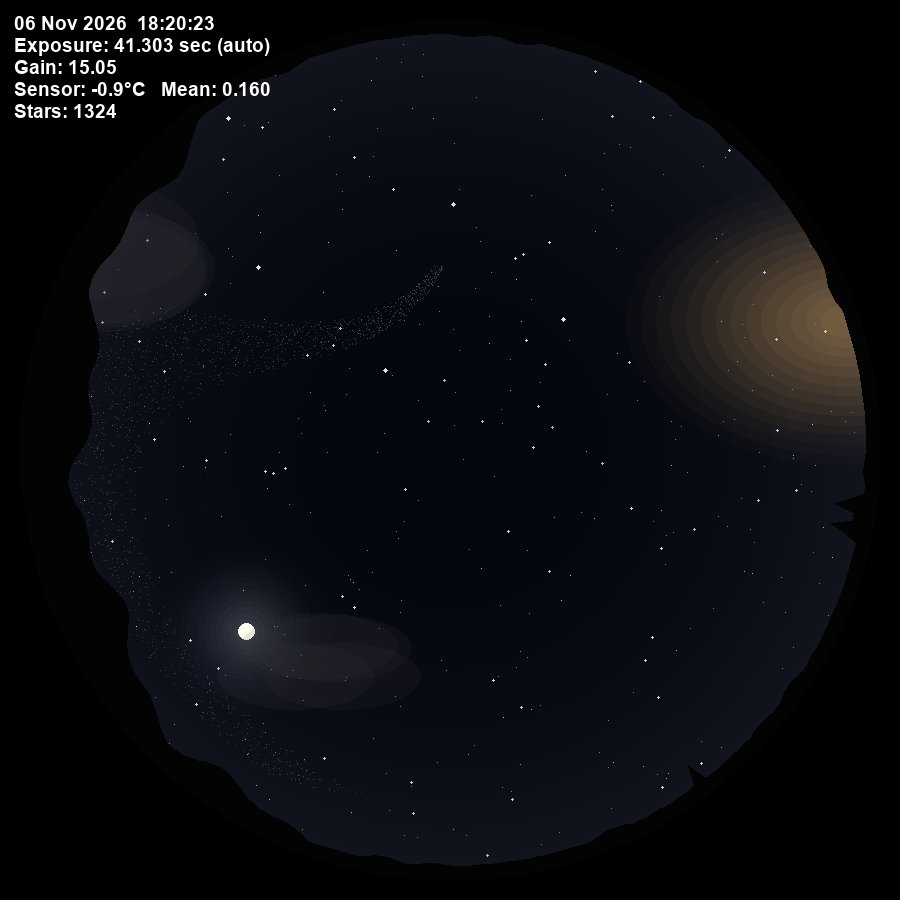 06 Nov 2026  18:20:23
Exposure: 41.303 sec (auto)
Gain: 15.05
Sensor: -0.9°C   Mean: 0.160
Stars: 1324